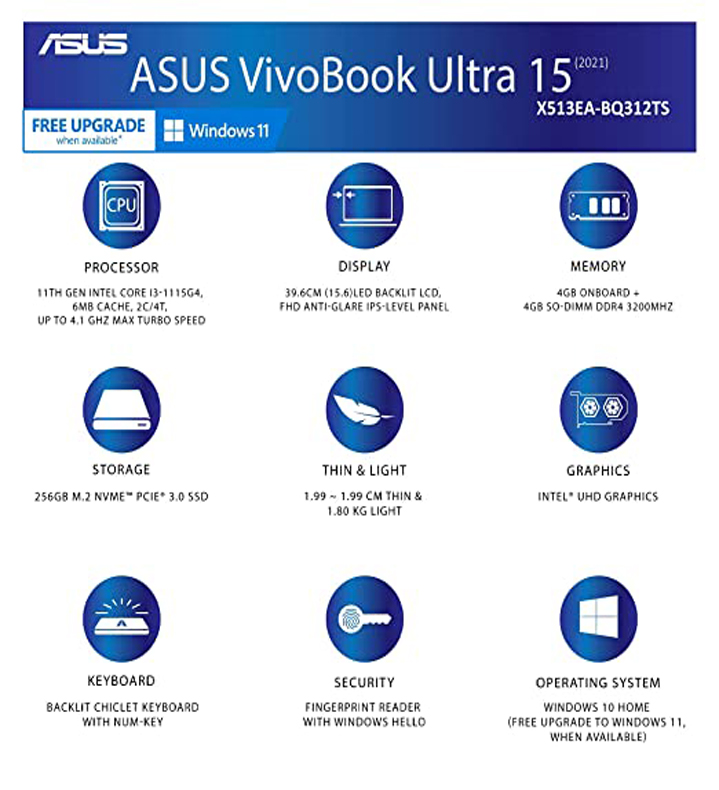 ASUS
ASUS VivoBook Ultra 15 (2021)
X513EA-BQ312TS
FREE UPGRADE
when available*
Windows 11
CPU
PROCESSOR
11TH GEN INTEL CORE I3-1115G4,
6MB CACHE, 2C/4T,
UP TO 4.1 GHZ MAX TURBO SPEED
DISPLAY
39.6CM (15.6)LED BACKLIT LCD,
FHD ANTI-GLARE IPS-LEVEL PANEL
MEMORY
4GB ONBOARD +
4GB SO-DIMM DDR4 3200MHZ
STORAGE
256GB M.2 NVME™ PCIE® 3.0 SSD
THIN & LIGHT
1.99 ~ 1.99 CM THIN &
1.80 KG LIGHT
GRAPHICS
INTEL® UHD GRAPHICS
KEYBOARD
BACKLIT CHICLET KEYBOARD
WITH NUM-KEY
SECURITY
FINGERPRINT READER
WITH WINDOWS HELLO
OPERATING SYSTEM
WINDOWS 10 HOME
(FREE UPGRADE TO WINDOWS 11,
WHEN AVAILABLE)